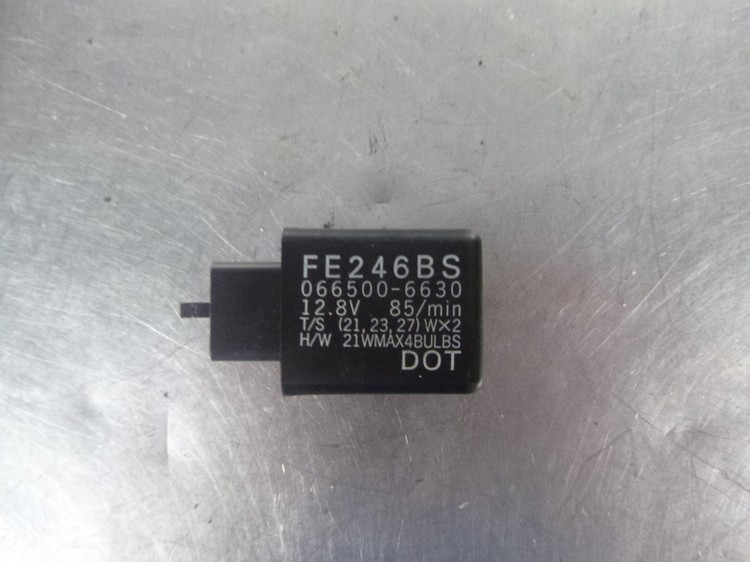 FE246BS
066500-6630
12.8V 85/min
T/S (21,23,27)W×2
H/W 21WMAX4BULBS
DOT